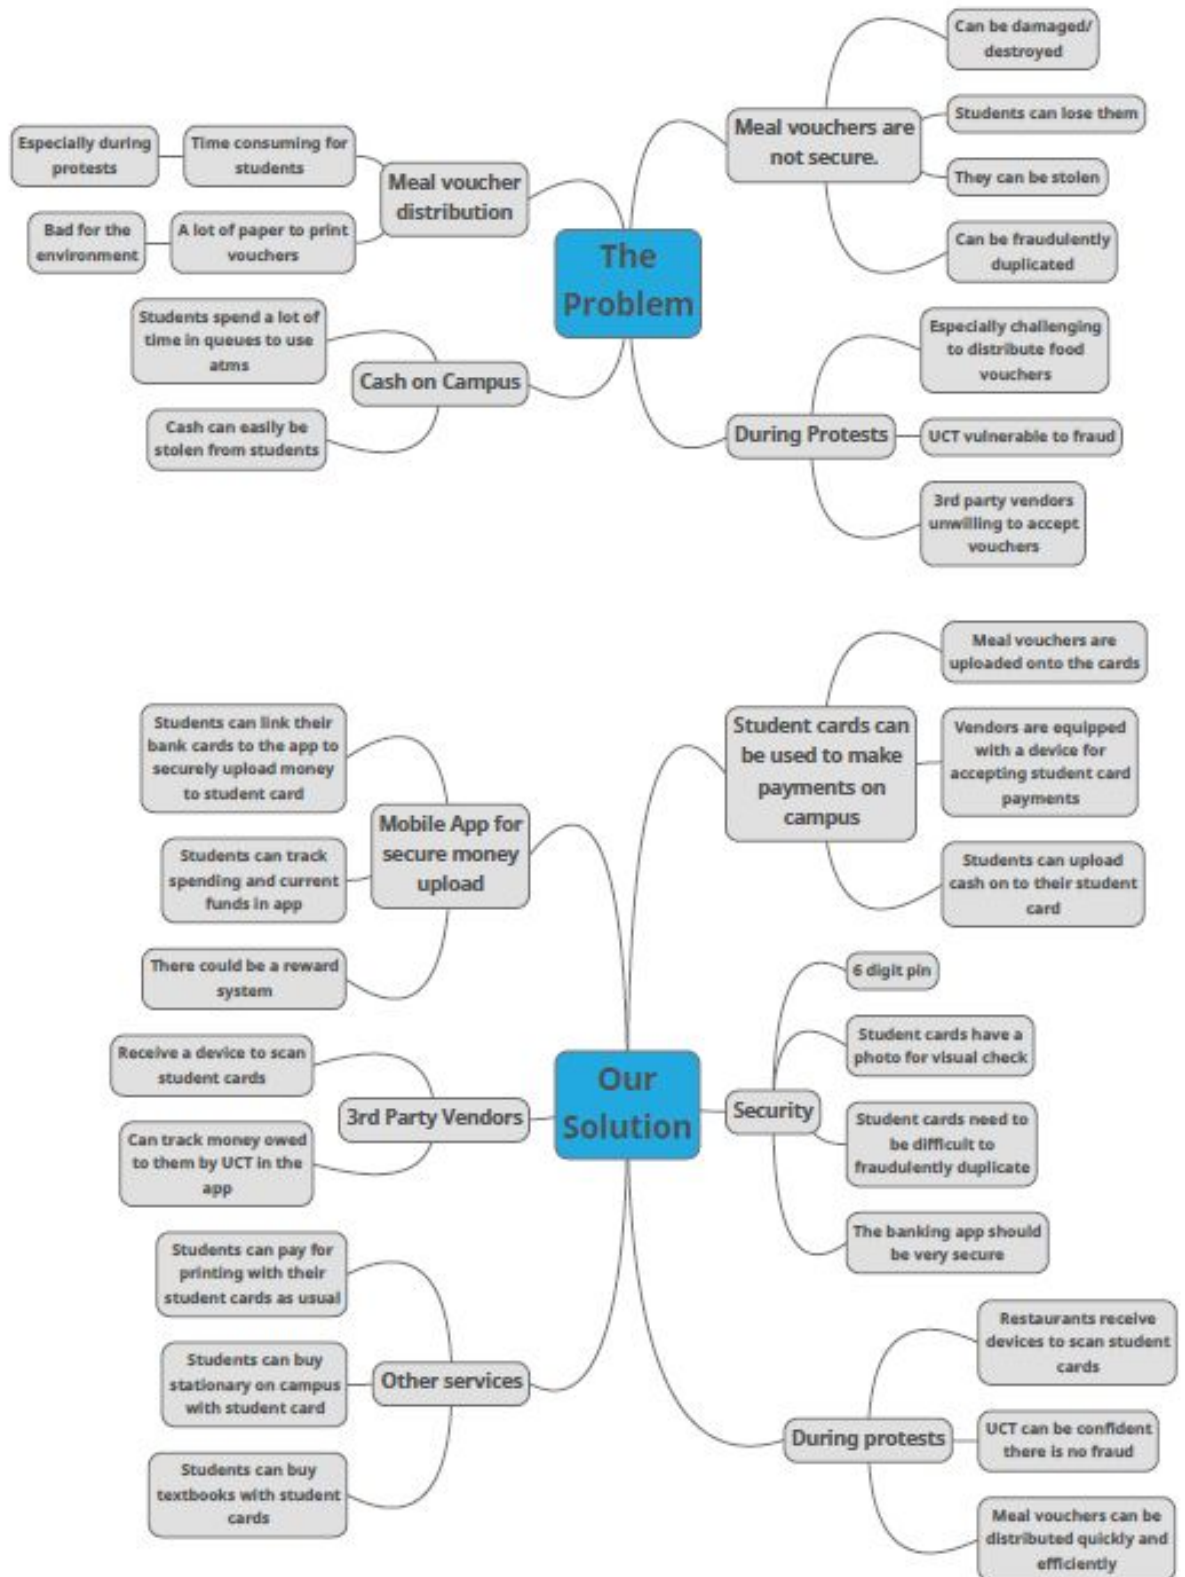 Can be damaged/
destroyed
Students can lose them
Meal vouchers are
not secure.
They can be stolen
Can be fraudulently
duplicated
Especially during
protests
Time consuming for
students
Meal voucher
distribution
Bad for the
environment
A lot of paper to print
vouchers
The
Problem
Students spend a lot of
time in queues to use
atms
Cash on Campus
Cash can easily be
stolen from students
Especially challenging
to distribute food
vouchers
During Protests
UCT vulnerable to fraud
3rd party vendors
unwilling to accept
vouchers
Meal vouchers are
uploaded onto the cards
Student cards can
be used to make
payments on
campus
Vendors are equipped
with a device for
accepting student card
payments
Students can upload
cash on to their student
card
Students can link their
bank cards to the app to
securely upload money
to student card
Mobile App for
secure money
upload
Students can track
spending and current
funds in app
There could be a reward
system
6 digit pin
Student cards have a
photo for visual check
Security
Student cards need to
be difficult to
fraudulently duplicate
The banking app should
be very secure
Our
Solution
Receive a device to scan
student cards
3rd Party Vendors
Can track money owed
to them by UCT in the
app
Students can pay for
printing with their
student cards as usual
Students can buy
stationary on campus
with student card
Other services
Students can buy
textbooks with student
cards
Restaurants receive
devices to scan student
cards
During protests
UCT can be confident
there is no fraud
Meal vouchers can be
distributed quickly and
efficiently